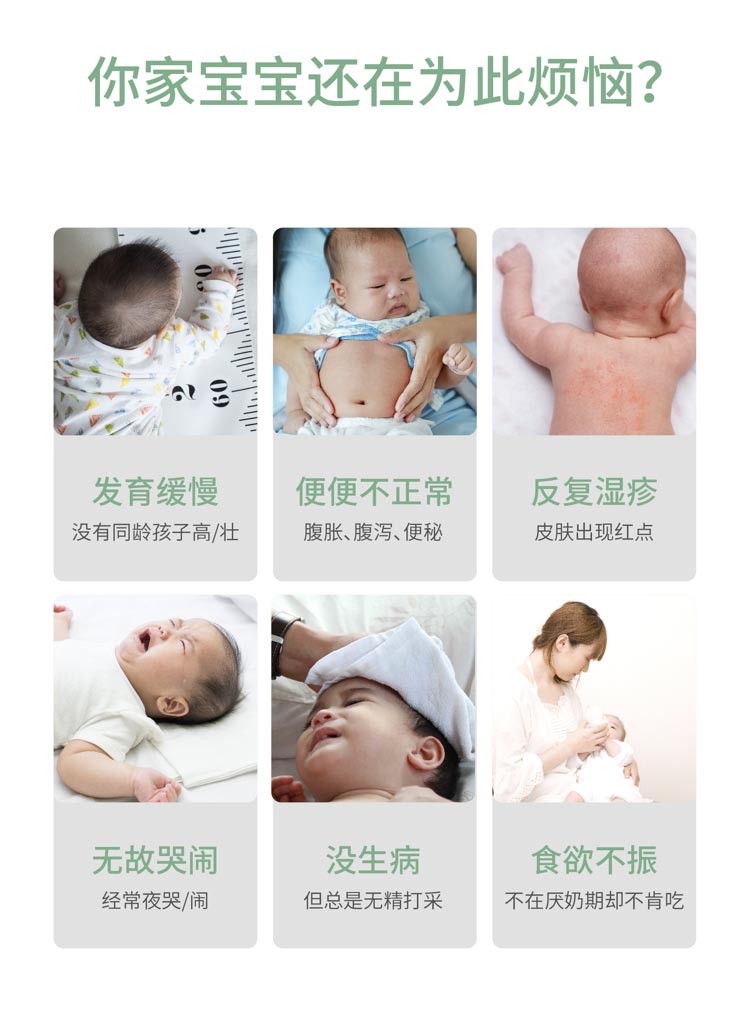 你家宝宝还在为此烦恼？
发育缓慢
没有同龄孩子高/壮
便便不正常
腹胀、腹泻、便秘
反复湿疹
皮肤出现红点
无故哭闹
经常夜哭/闹
没生病
但总是无精打采
食欲不振
不在厌奶期却不肯吃
60
2
60